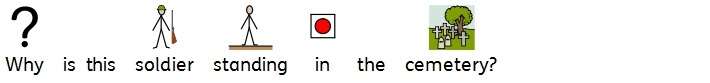 ?
Why is this soldier standing in the cemetery?